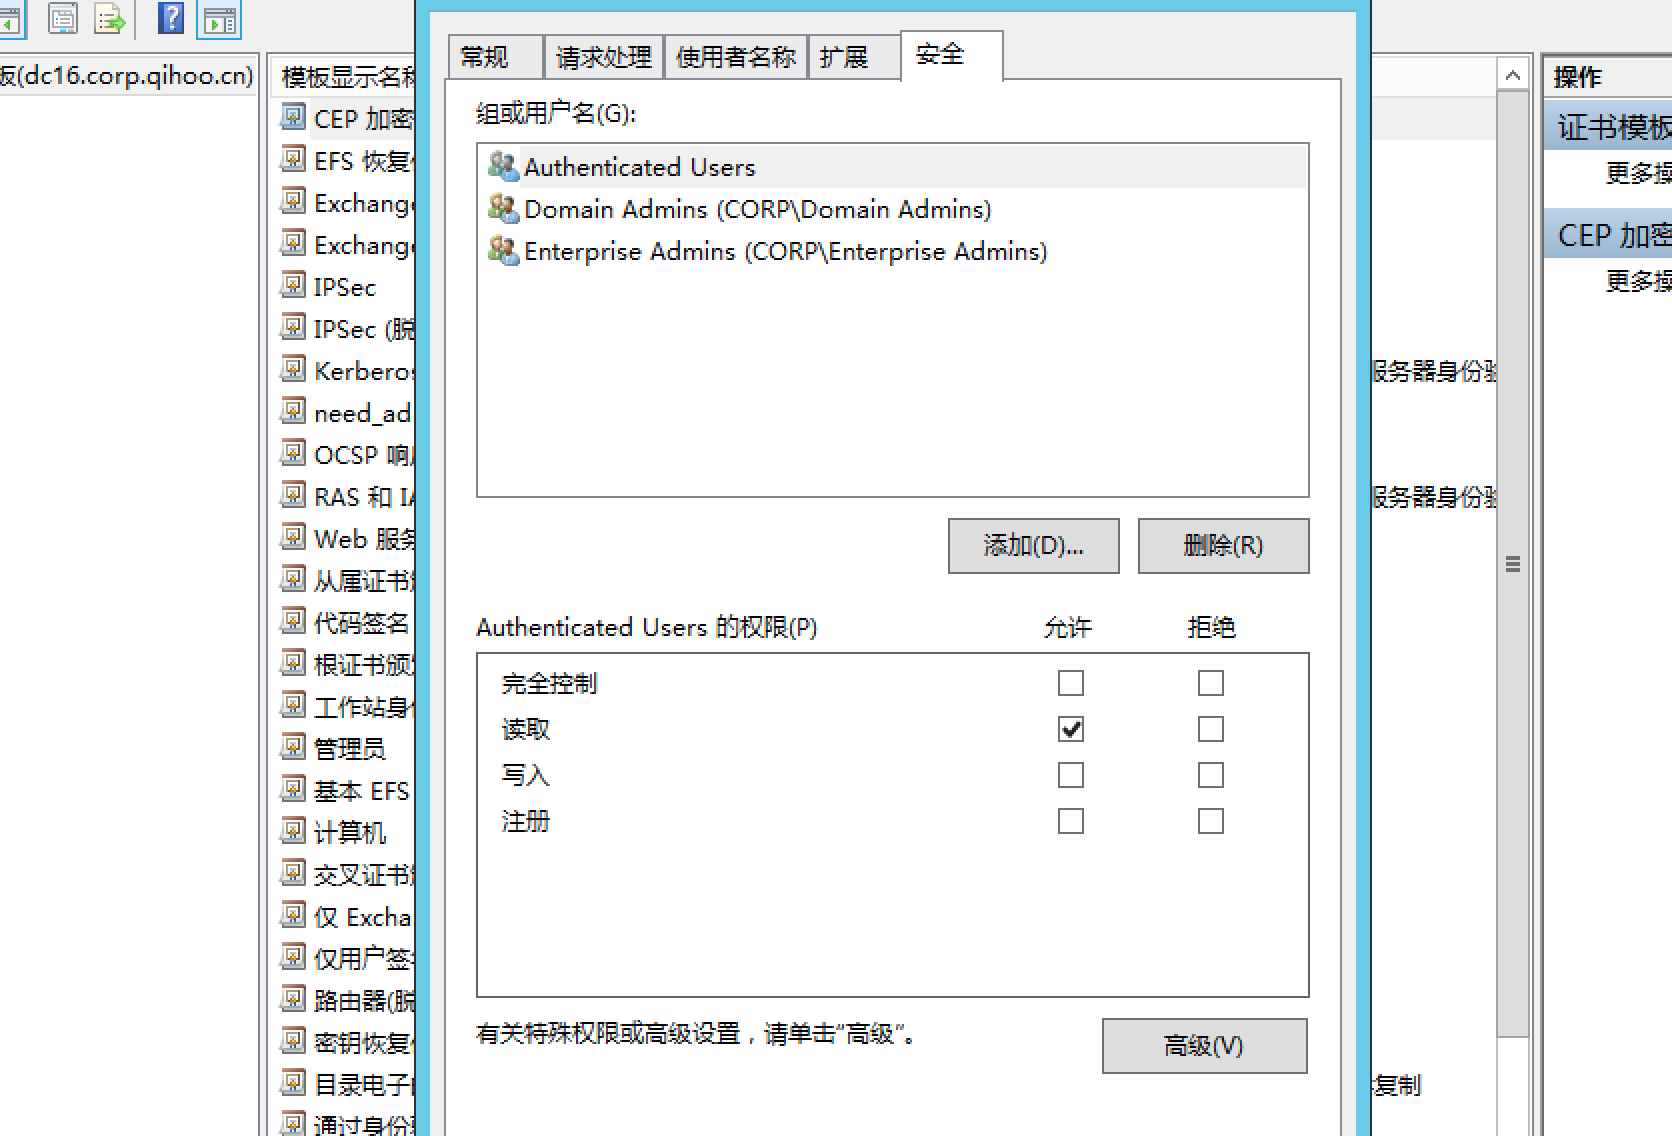 板(dc16.corp.qihoo.cn)
模板显示名称
CEP 加密
EFS 恢复
Exchange
Exchange
IPSec
IPSec (脱
Kerberos
need_ad
OCSP 响
RAS 和 IA
Web 服务
从属证书
代码签名
根证书颁
工作站身份
管理员
基本 EFS
计算机
交叉证书
仅 Excha
仅用户签
路由器(脱
密钥恢复
目录电子
通过身份
常规
请求处理
使用者名称
扩展
安全
组或用户名(G):
Authenticated Users
Domain Admins (CORP\Domain Admins)
Enterprise Admins (CORP\Enterprise Admins)
添加(D)...
删除(R)
Authenticated Users 的权限(P)
允许
拒绝
完全控制
读取
写入
注册
有关特殊权限或高级设置，请单击“高级”。
高级(V)
服务器身份验
服务器身份验
复制
操作
证书模板
更多操
CEP 加密
更多操